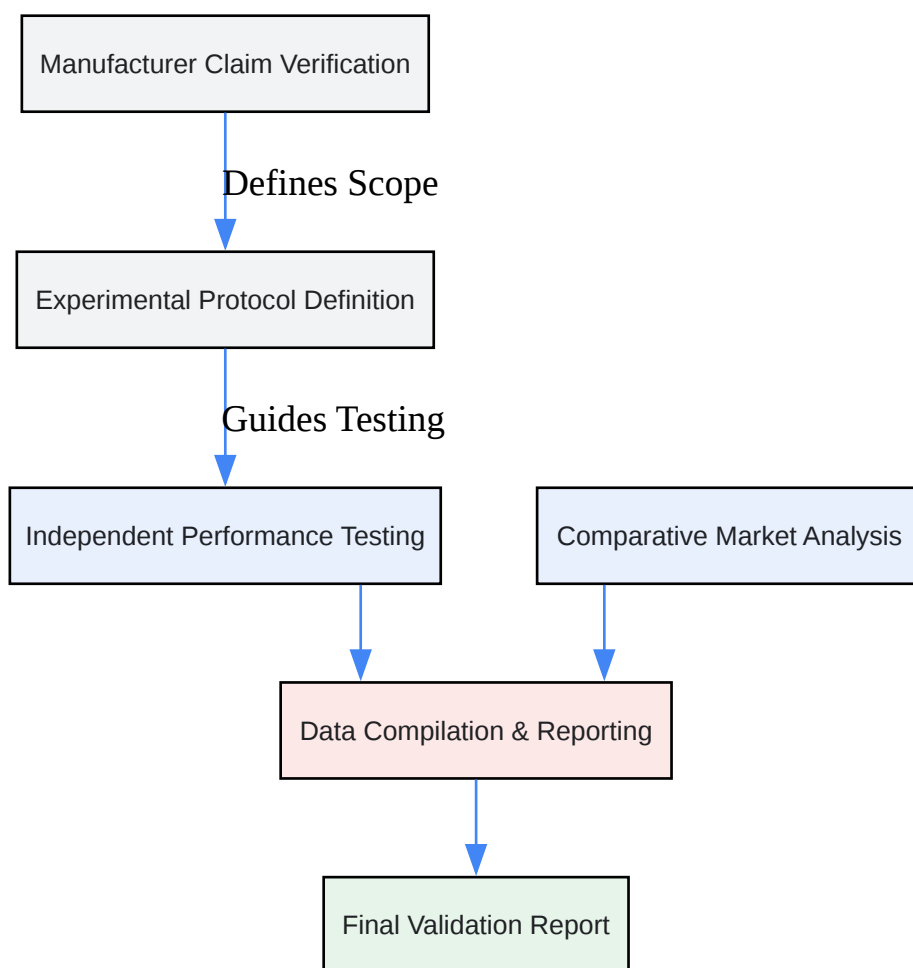 Manufacturer Claim Verification
Defines Scope
Experimental Protocol Definition
Guides Testing
Independent Performance Testing
Comparative Market Analysis
Data Compilation & Reporting
Final Validation Report